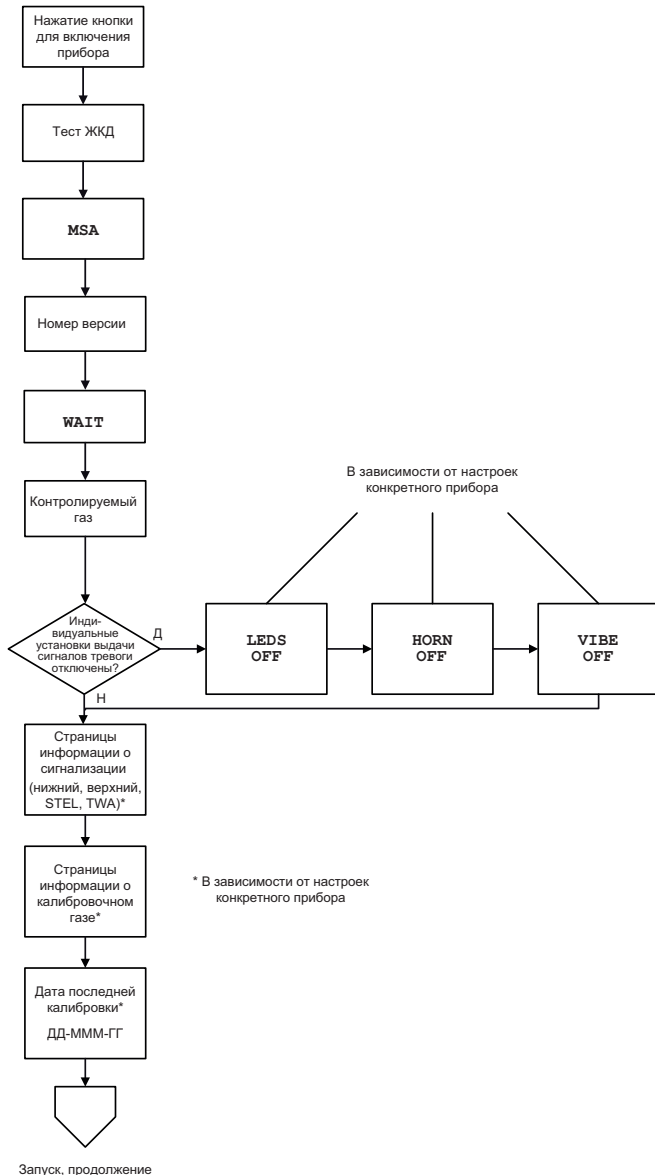 Нажатие кнопки
для включения
прибора
Тест ЖКД
MSA
Номер версии
WAIT
Контролируемый
газ
В зависимости от настроек
конкретного прибора
Инди-
видуальные
установки выдачи
сигналов тревоги
отключены?
Д
LEDS
OFF
HORN
OFF
VIBE
OFF
Н
Страницы
информации о
сигнализации
(нижний, верхний,
STEL, TWA)*
Страницы
информации о
калибровочном
газе*
* В зависимости от настроек
конкретного прибора
Дата последней
калибровки*
ДД-МММ-ГГ
Запуск, продолжение